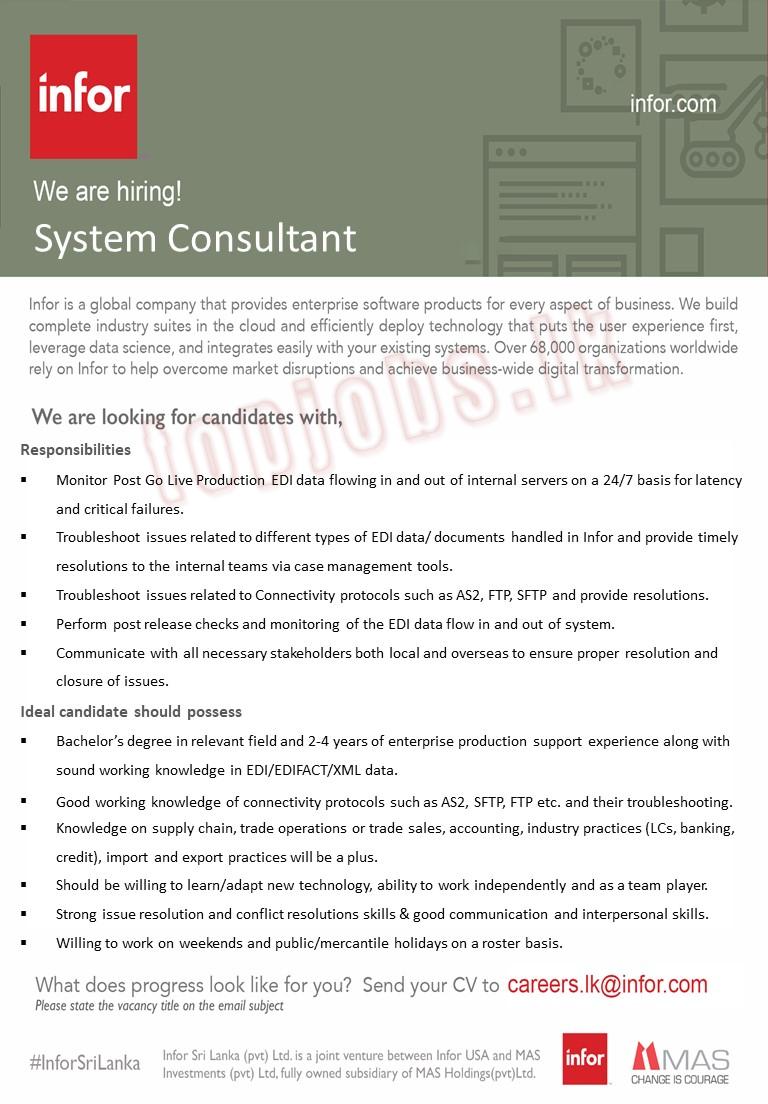 infor
infor.com
We are hiring!
System Consultant
Infor is a global company that provides enterprise software products for every aspect of business. We build
complete industry suites in the cloud and efficiently deploy technology that puts the user experience first,
leverage data science, and integrates easily with your existing systems. Over 68,000 organizations worldwide
rely on Infor to help overcome market disruptions and achieve business-wide digital transformation.
topjobs.lk
We are looking for candidates with,
Responsibilities
▪ Monitor Post Go Live Production EDI data flowing in and out of internal servers on a 24/7 basis for latency
and critical failures.
▪ Troubleshoot issues related to different types of EDI data/ documents handled in Infor and provide timely
resolutions to the internal teams via case management tools.
▪ Troubleshoot issues related to Connectivity protocols such as AS2, FTP, SFTP and provide resolutions.
▪ Perform post release checks and monitoring of the EDI data flow in and out of system.
▪ Communicate with all necessary stakeholders both local and overseas to ensure proper resolution and
closure of issues.
Ideal candidate should possess
▪ Bachelor's degree in relevant field and 2-4 years of enterprise production support experience along with
sound working knowledge in EDI/EDIFACT/XML data.
▪ Good working knowledge of connectivity protocols such as AS2, SFTP, FTP etc. and their troubleshooting.
▪ Knowledge on supply chain, trade operations or trade sales, accounting, industry practices (LCs, banking,
credit), import and export practices will be a plus.
▪ Should be willing to learn/adapt new technology, ability to work independently and as a team player.
▪ Strong issue resolution and conflict resolutions skills & good communication and interpersonal skills.
▪ Willing to work on weekends and public/mercantile holidays on a roster basis.
What does progress look like for you? Send your CV to careers.lk@infor.com
Please state the vacancy title on the email subject
#InforSriLanka
Infor Sri Lanka (pvt) Ltd. is a joint venture between Infor USA and MAS
Investments (pvt) Ltd, fully owned subsidiary of MAS Holdings(pvt)Ltd.
infor
MAS
CHANGE IS COURAGE